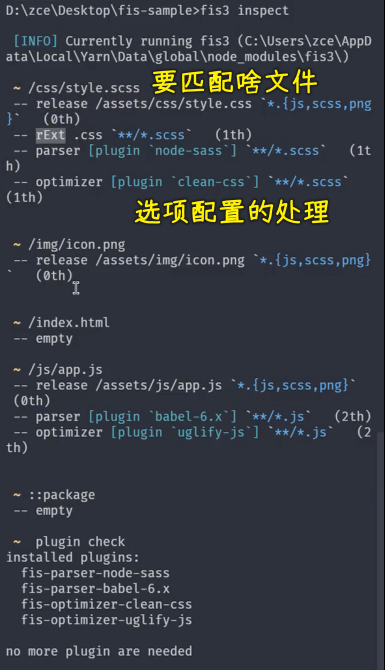 D:\zce\Desktop\fis-sample>fis3 inspect
[INFO] Currently running fis3 (C:\Users\zce\AppD
ata\Local\Yarn\Data\global\node_modules\fis3\)
~ /css/style.scss 要匹配啥文件
-- release /assets/css/style.css `*.{js,scss,png
}`   (0th)
-- rExt .css `**/*.scss`   (1th)
-- parser [plugin `node-sass`] `**/*.scss`   (1t
h)
-- optimizer [plugin `clean-css`] `**/*.scss`
(1th)
选项配置的处理
~ /img/icon.png
-- release /assets/img/icon.png `*.{js,scss,png}
`   (0th)
~ /index.html
-- empty
~ /js/app.js
-- release /assets/js/app.js `*.{js,scss,png}`
(0th)
-- parser [plugin `babel-6.x`] `**/*.js`   (2th)
-- optimizer [plugin `uglify-js`] `**/*.js`   (2
th)
~ ::package
-- empty
~  plugin check
installed plugins:
fis-parser-node-sass
fis-parser-babel-6.x
fis-optimizer-clean-css
fis-optimizer-uglify-js
no more plugin are needed